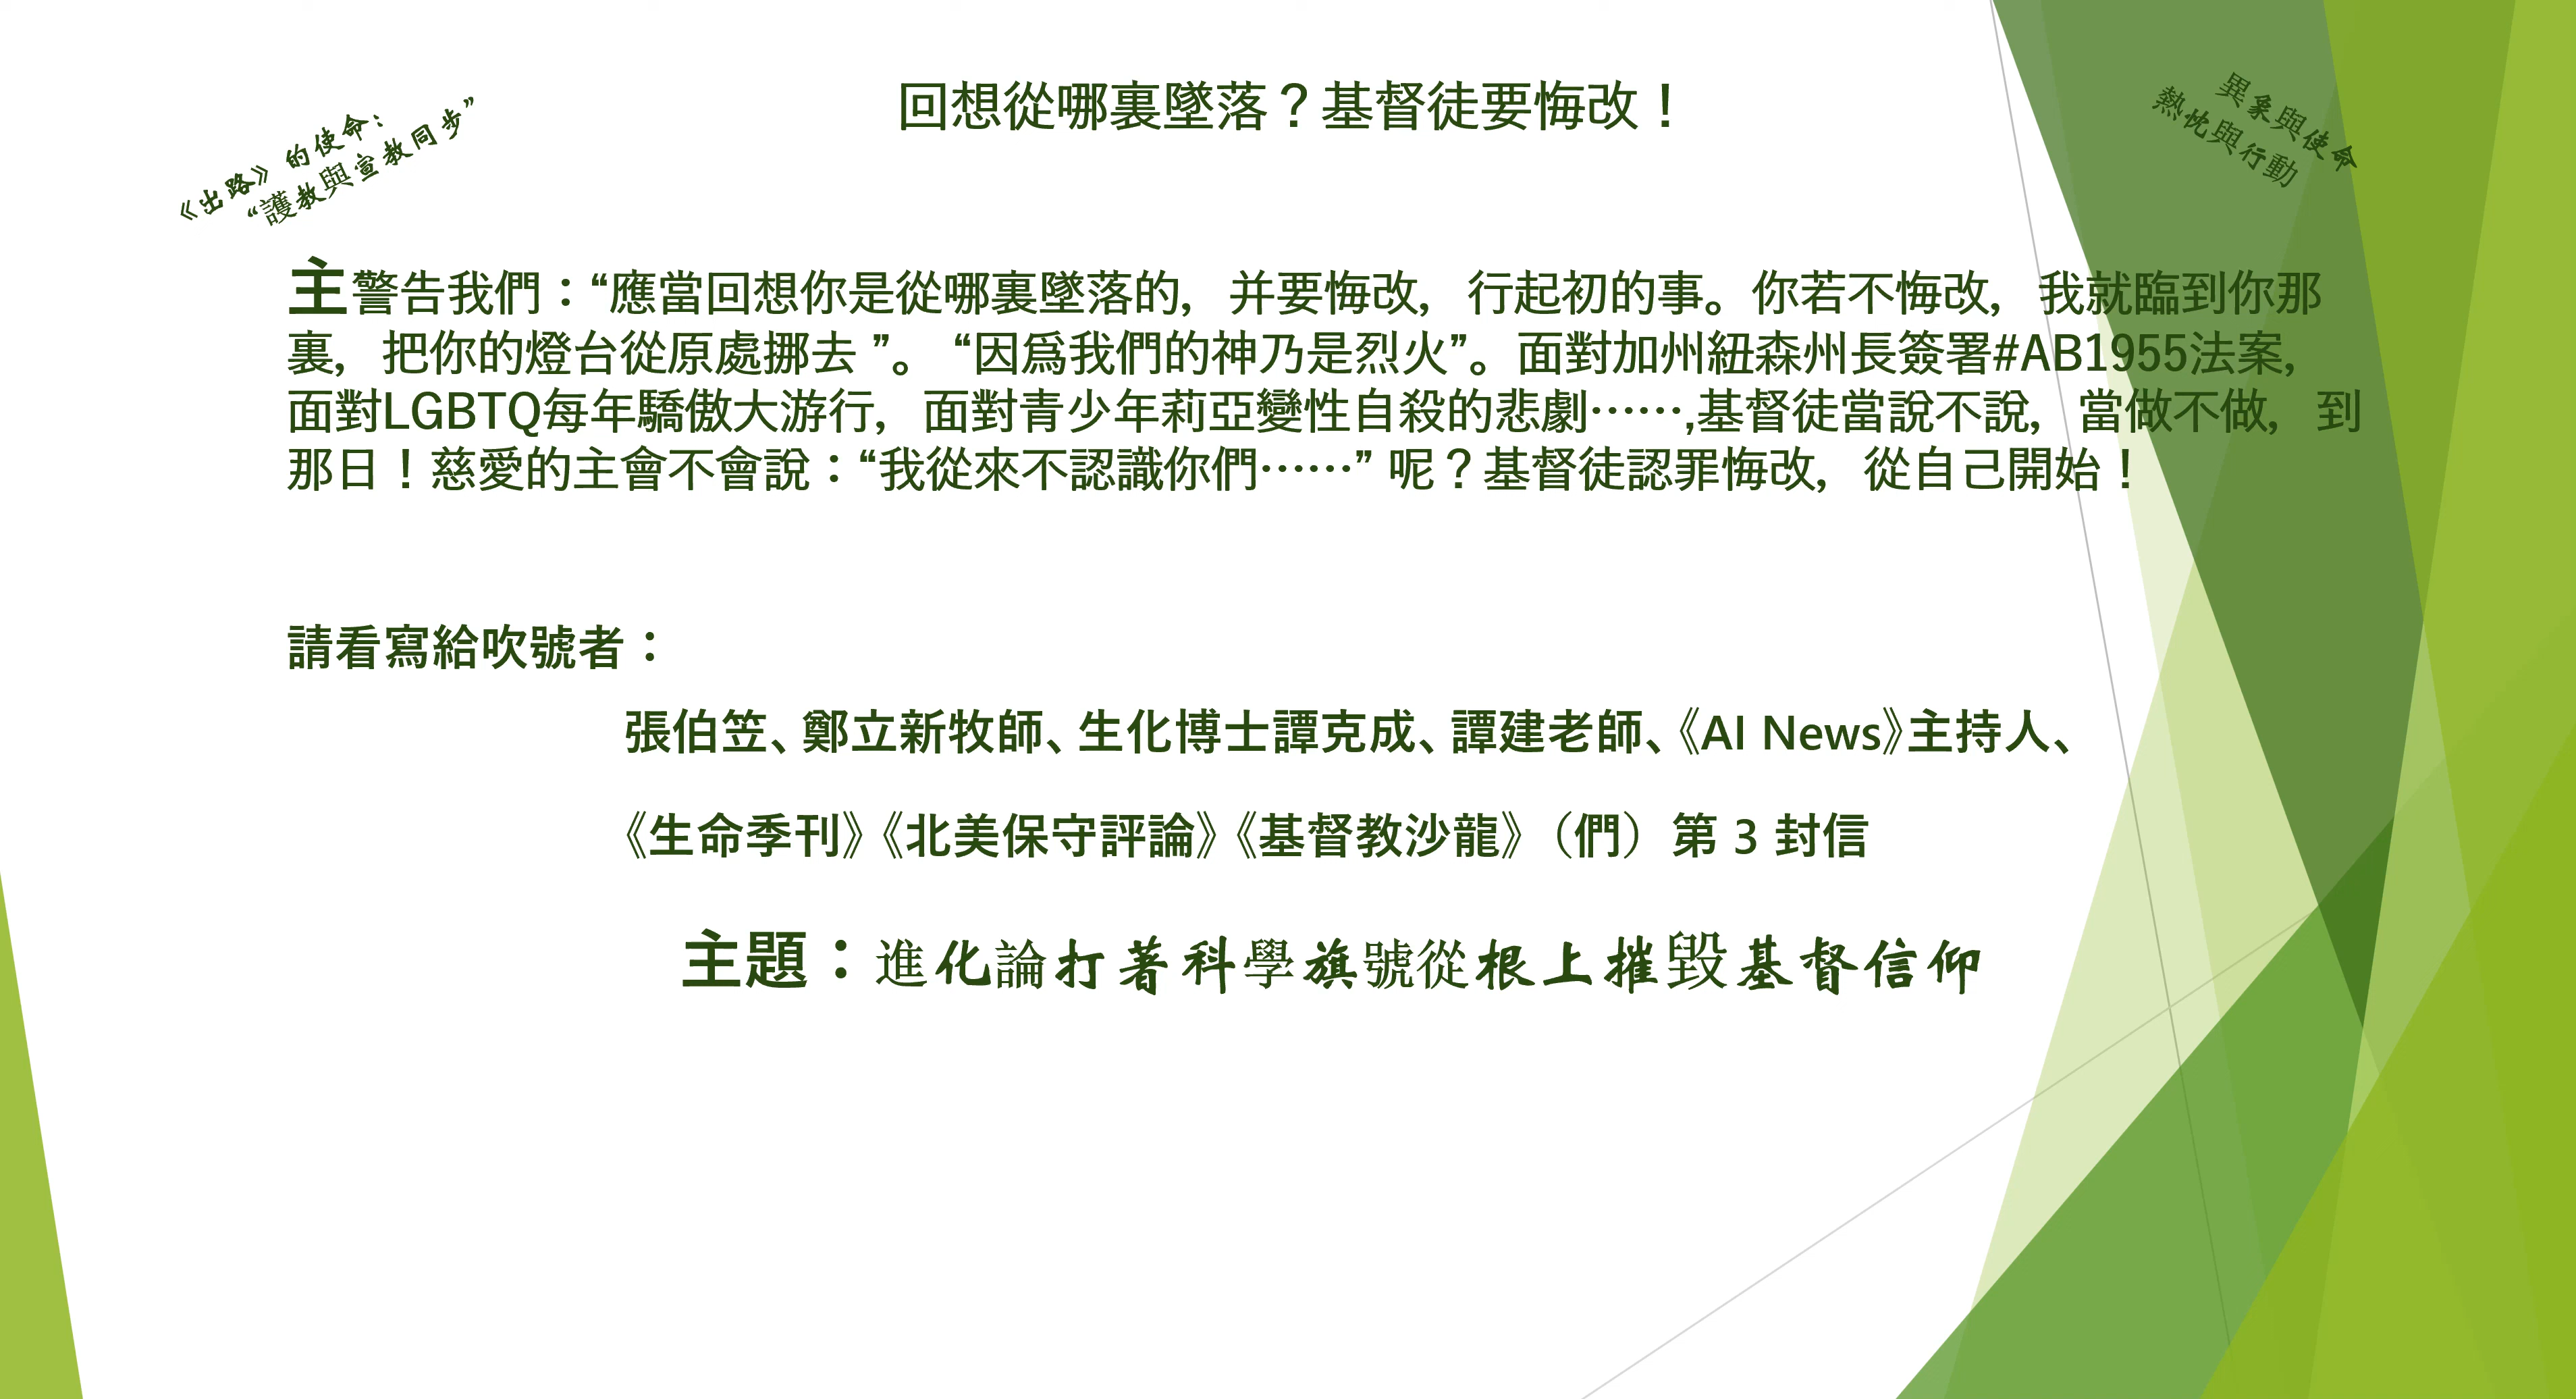 回想從哪裏墜落？基督徒要悔改！
《出路》的使命：
“護教與宣教同步”
異象與使命
熱忱與行動
主警告我們：“應當回想你是從哪裏墜落的，并要悔改，行起初的事。你若不悔改，我就臨到你那
裏，把你的燈台從原處挪去 ”。 “因爲我們的神乃是烈火”。面對加州紐森州長簽署#AB1955法案，
面對LGBTQ每年驕傲大游行，面對青少年莉亞變性自殺的悲劇……,基督徒當說不說，當做不做，到
那日！慈愛的主會不會說：“我從來不認識你們……” 呢？基督徒認罪悔改，從自己開始！
請看寫給吹號者：
張伯笠、鄭立新牧師、生化博士譚克成、譚建老師、《AI News》主持人、
《生命季刊》《北美保守評論》《基督教沙龍》（們）第 3 封信
主題：進化論打著科學旗號從根上摧毀基督信仰